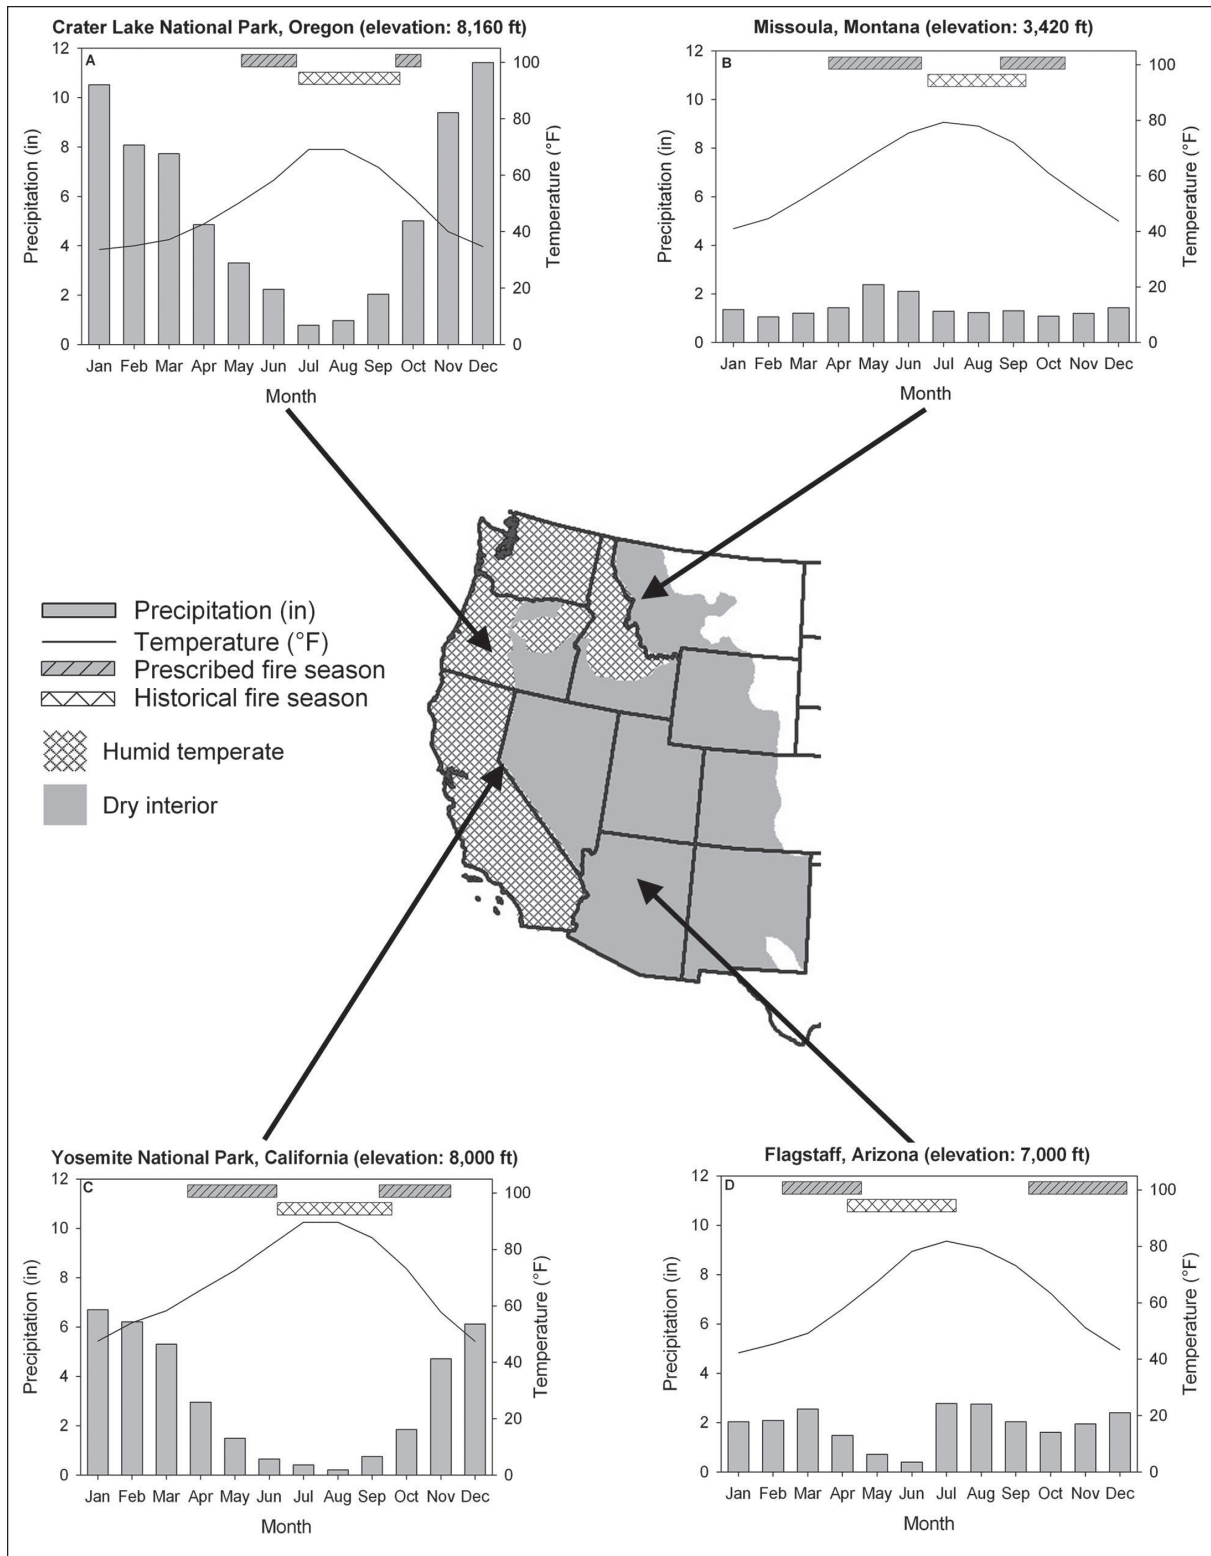 Crater Lake National Park, Oregon (elevation: 8,160 ft)
A
12
10
8
6
4
2
0
Precipitation (in)
100
80
60
40
20
0
Temperature (°F)
Jan Feb Mar Apr May Jun Jul Aug Sep Oct Nov Dec
Month
Missoula, Montana (elevation: 3,420 ft)
B
12
10
8
6
4
2
0
Precipitation (in)
100
80
60
40
20
0
Temperature (°F)
Jan Feb Mar Apr May Jun Jul Aug Sep Oct Nov Dec
Month
Precipitation (in)
Temperature (°F)
Prescribed fire season
Historical fire season
Humid temperate
Dry interior
Yosemite National Park, California (elevation: 8,000 ft)
C
12
10
8
6
4
2
0
Precipitation (in)
100
80
60
40
20
0
Temperature (°F)
Jan Feb Mar Apr May Jun Jul Aug Sep Oct Nov Dec
Month
Flagstaff, Arizona (elevation: 7,000 ft)
D
12
10
8
6
4
2
0
Precipitation (in)
100
80
60
40
20
0
Temperature (°F)
Jan Feb Mar Apr May Jun Jul Aug Sep Oct Nov Dec
Month